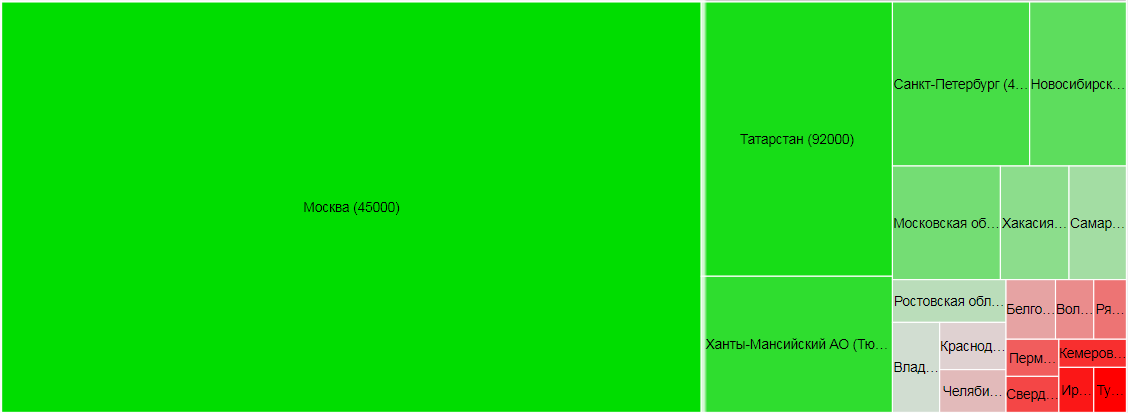 Москва (45000)
Татарстан (92000)
Ханты-Мансийский АО (Тю...
Санкт-Петербург (4...
Новосибирск...
Московская об...
Хакасия...
Самар...
Ростовская обл...
Влад...
Краснод...
Челяби...
Белго...
Вол...
Ря...
Перм...
Сверд...
Кемеров...
Ир...
Ту...